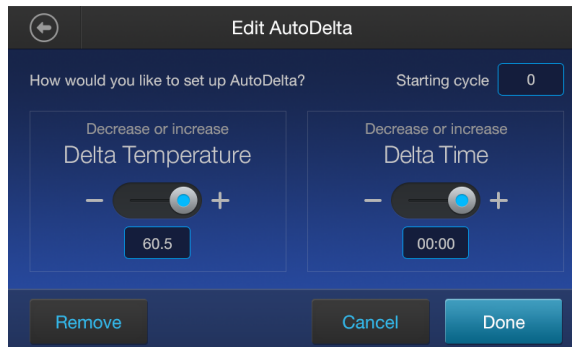 Edit AutoDelta
How would you like to set up AutoDelta?
Starting cycle 0
Decrease or increase
Delta Temperature
− +
60.5
Decrease or increase
Delta Time
− +
00:00
Remove
Cancel
Done